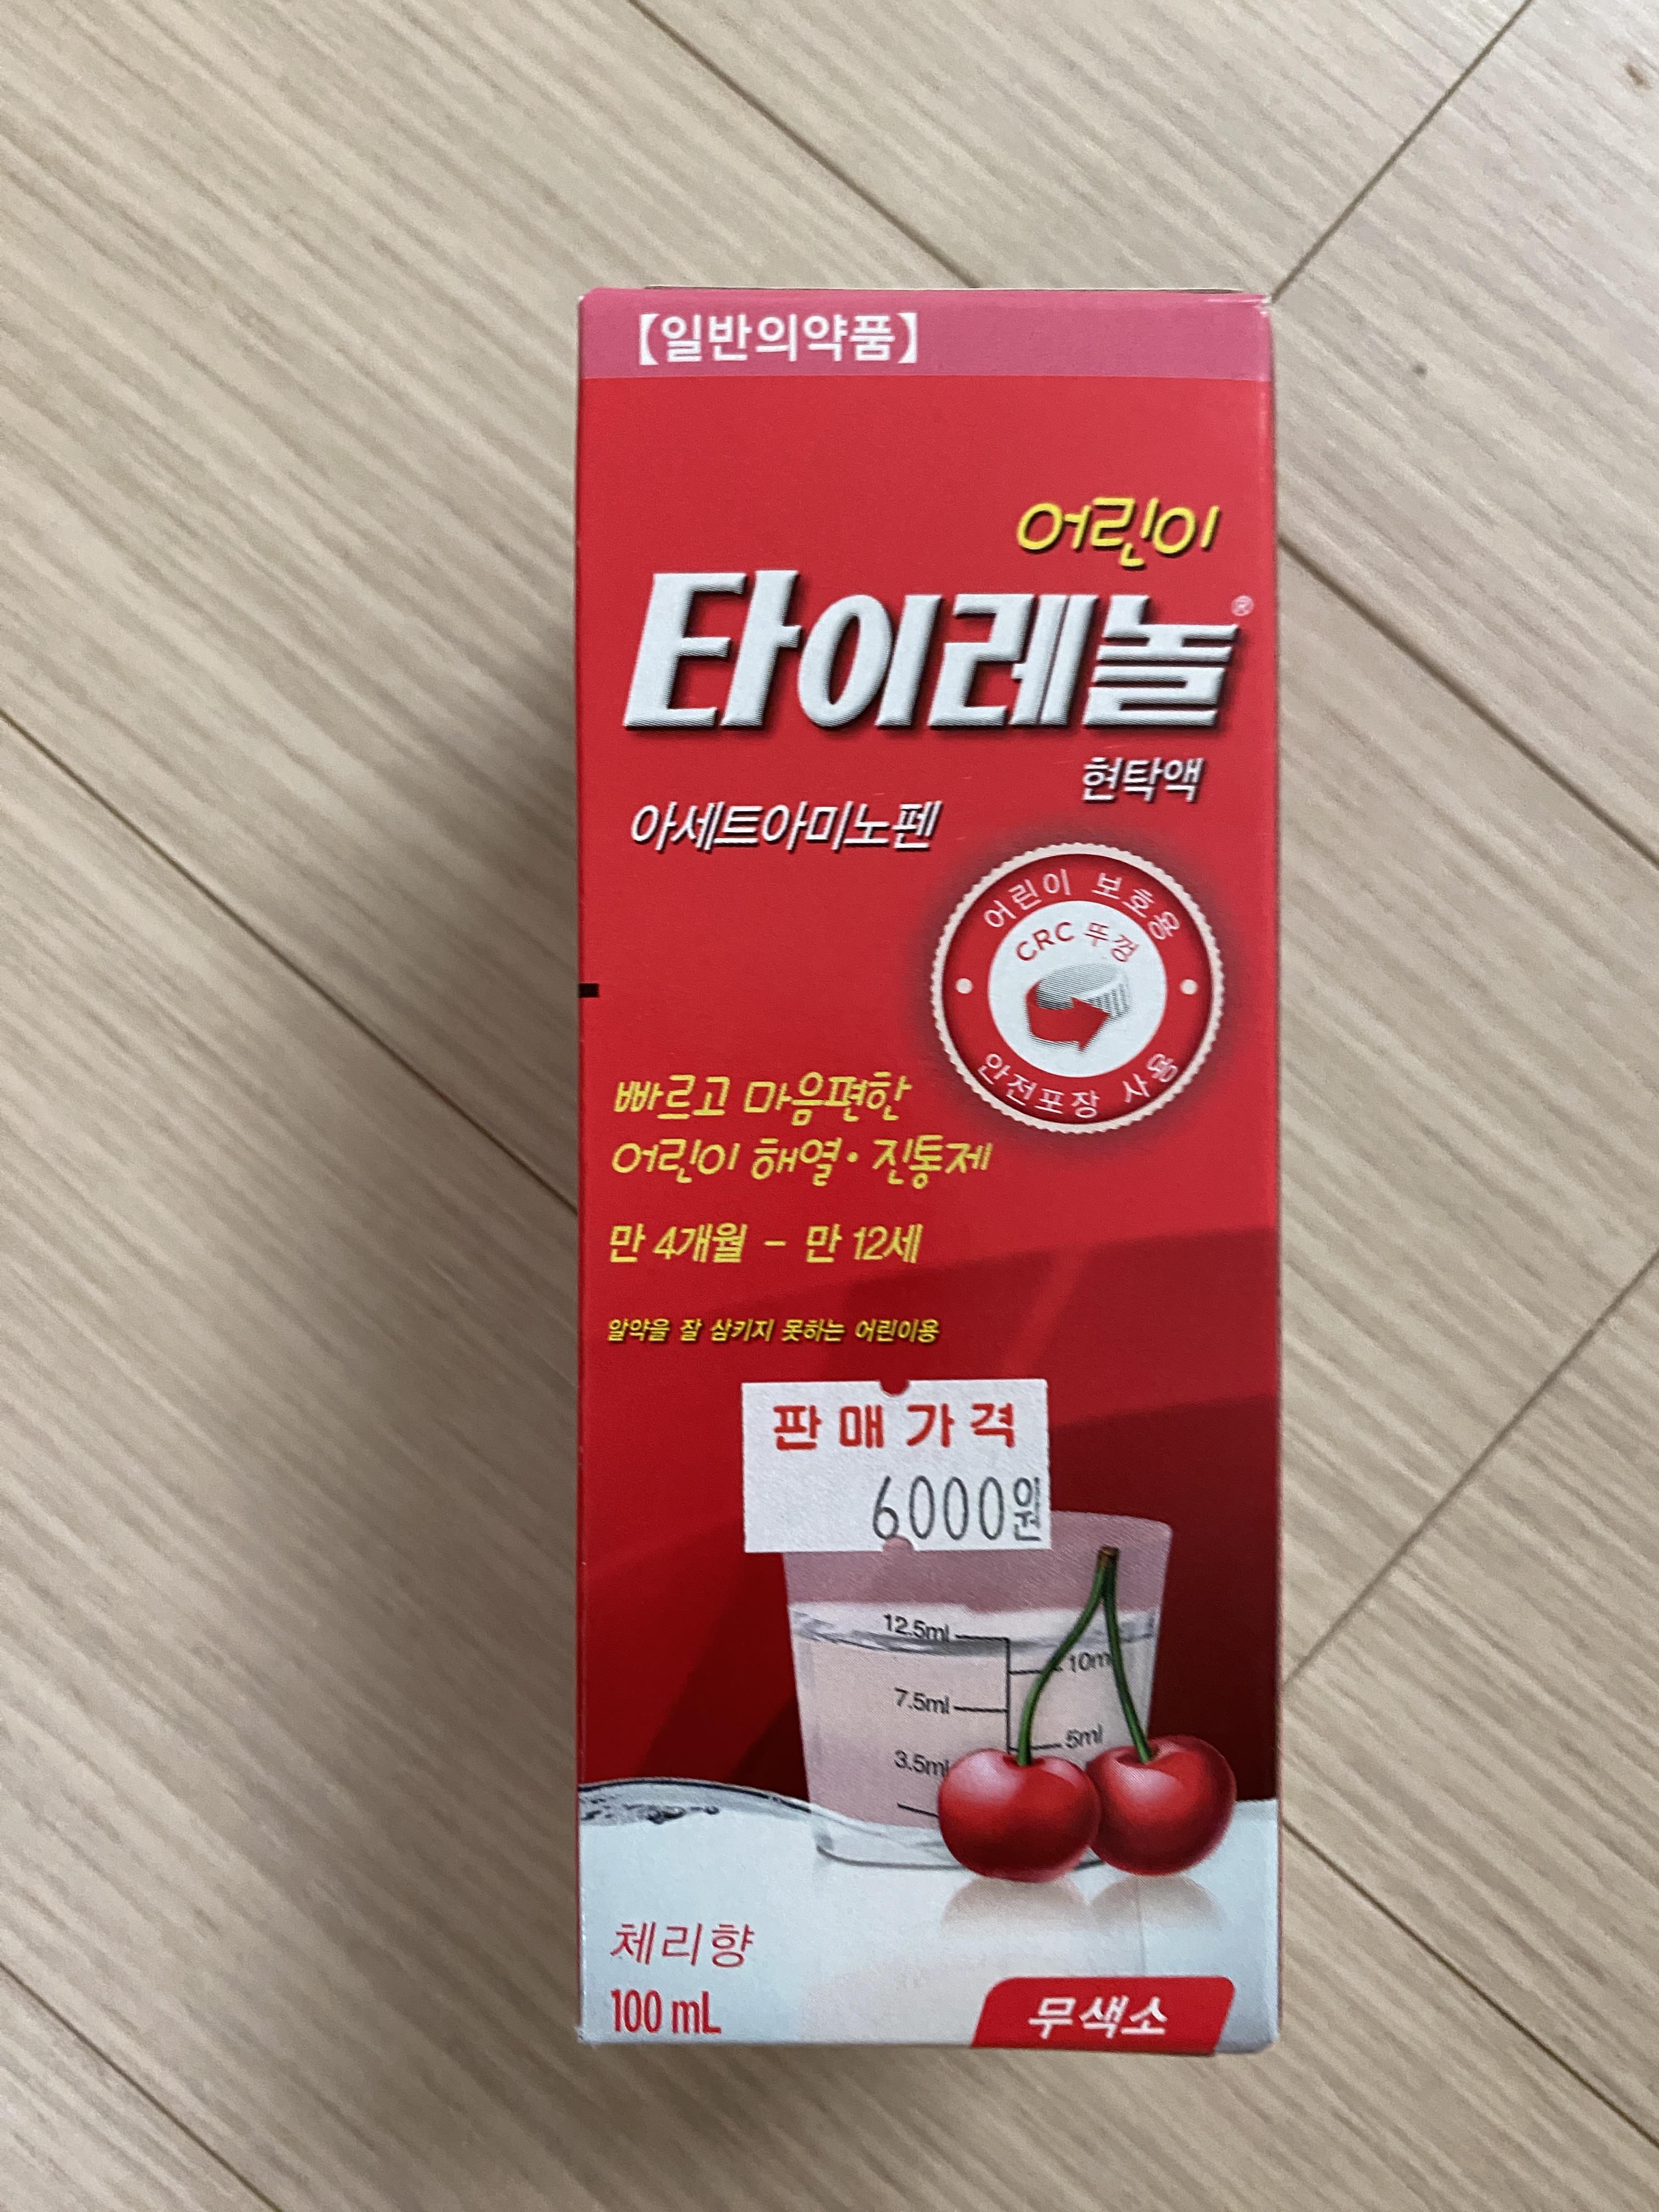 【일반의약품】
어린이
타이레놀®
현탁액
아세트아미노펜
어린이 보호용
CRC 뚜껑
안전포장 사용
빠르고 마음편한
어린이 해열•진통제
만 4개월 - 만 12세
알약을 잘 삼키지 못하는 어린이용
판매가격
6000원
12.5ml
10m
7.5ml
5ml
3.5ml
체리향
100 mL
무색소